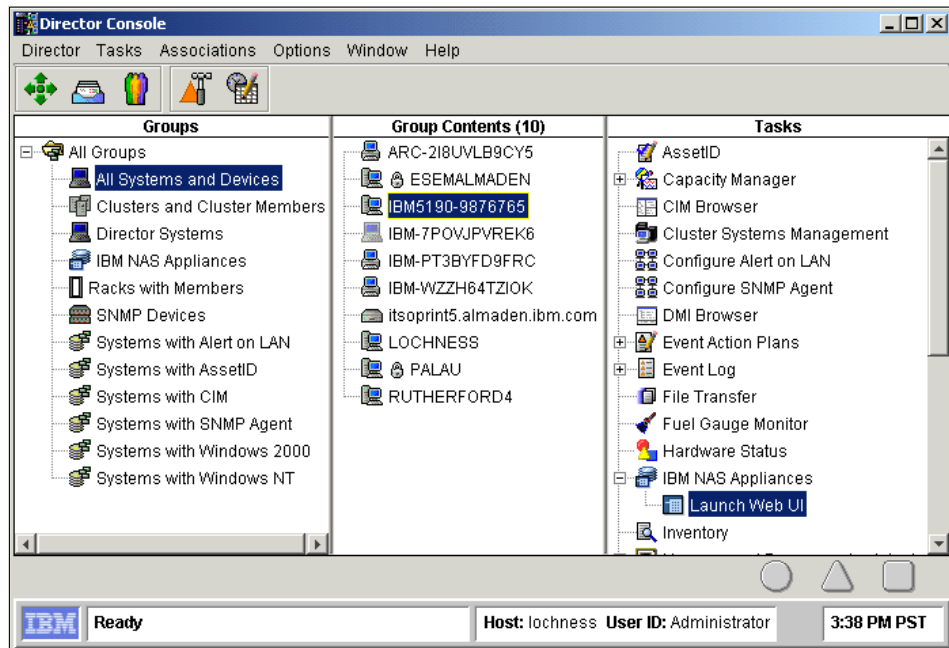 Director Console
Director Tasks Associations Options Window Help
Groups
All Groups
All Systems and Devices
Clusters and Cluster Members
Director Systems
IBM NAS Appliances
Racks with Members
SNMP Devices
Systems with Alert on LAN
Systems with AssetID
Systems with CIM
Systems with SNMP Agent
Systems with Windows 2000
Systems with Windows NT
Group Contents (10)
ARC-2I8UVLB9CY5
ESEMALMADEN
IBM5190-9876765
IBM-7POVJPVREK6
IBM-PT3BYFD9FRC
IBM-WZZH64TZIOK
itsoprint5.almaden.ibm.com
LOCHNESS
PALAU
RUTHERFORD4
Tasks
AssetID
Capacity Manager
CIM Browser
Cluster Systems Management
Configure Alert on LAN
Configure SNMP Agent
DMI Browser
Event Action Plans
Event Log
File Transfer
Fuel Gauge Monitor
Hardware Status
IBM NAS Appliances
Launch Web UI
Inventory
IBM
Ready
Host: lochness User ID: Administrator
3:38 PM PST